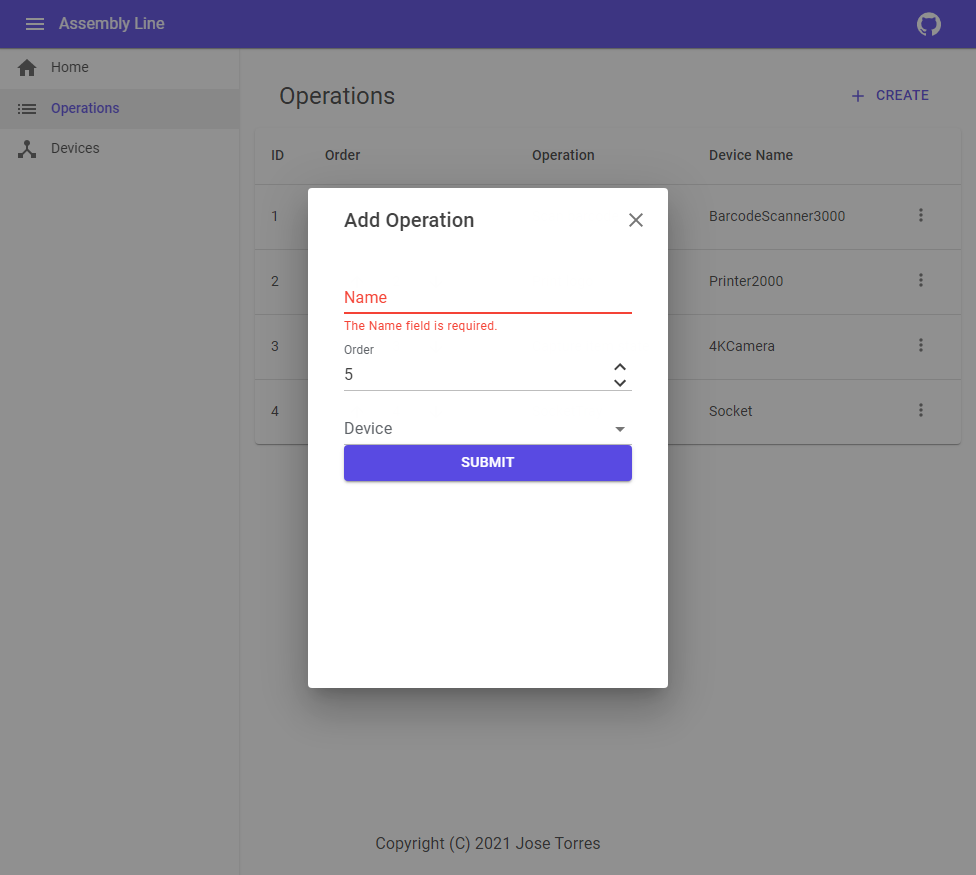 Assembly Line
Home
Operations
Devices
Operations
CREATE
ID Order Operation Device Name
1 BarcodeScanner3000
2 Printer2000
3 4KCamera
4 Socket
Add Operation
Name
The Name field is required.
Order
5
Device
SUBMIT
Copyright (C) 2021 Jose Torres